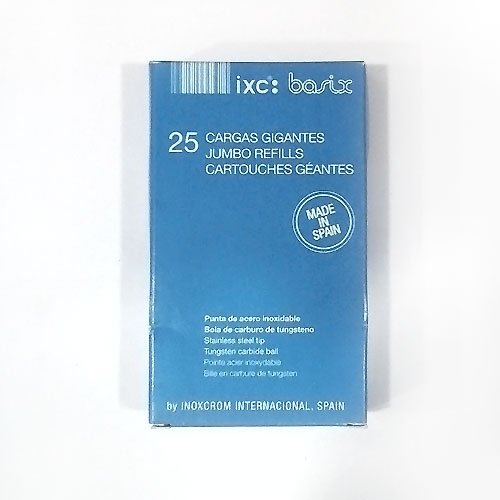 ixc: basix
25 CARGAS GIGANTES
JUMBO REFILLS
CARTOUCHES GÉANTES
MADE
IN
SPAIN
Punta de acero inoxidable
Bola de carburo de tungsteno
Stainless steel tip
Tungsten carbide ball
Pointe acier inoxydable
Bille en carbure de tungsten
by INOXCROM INTERNACIONAL, SPAIN